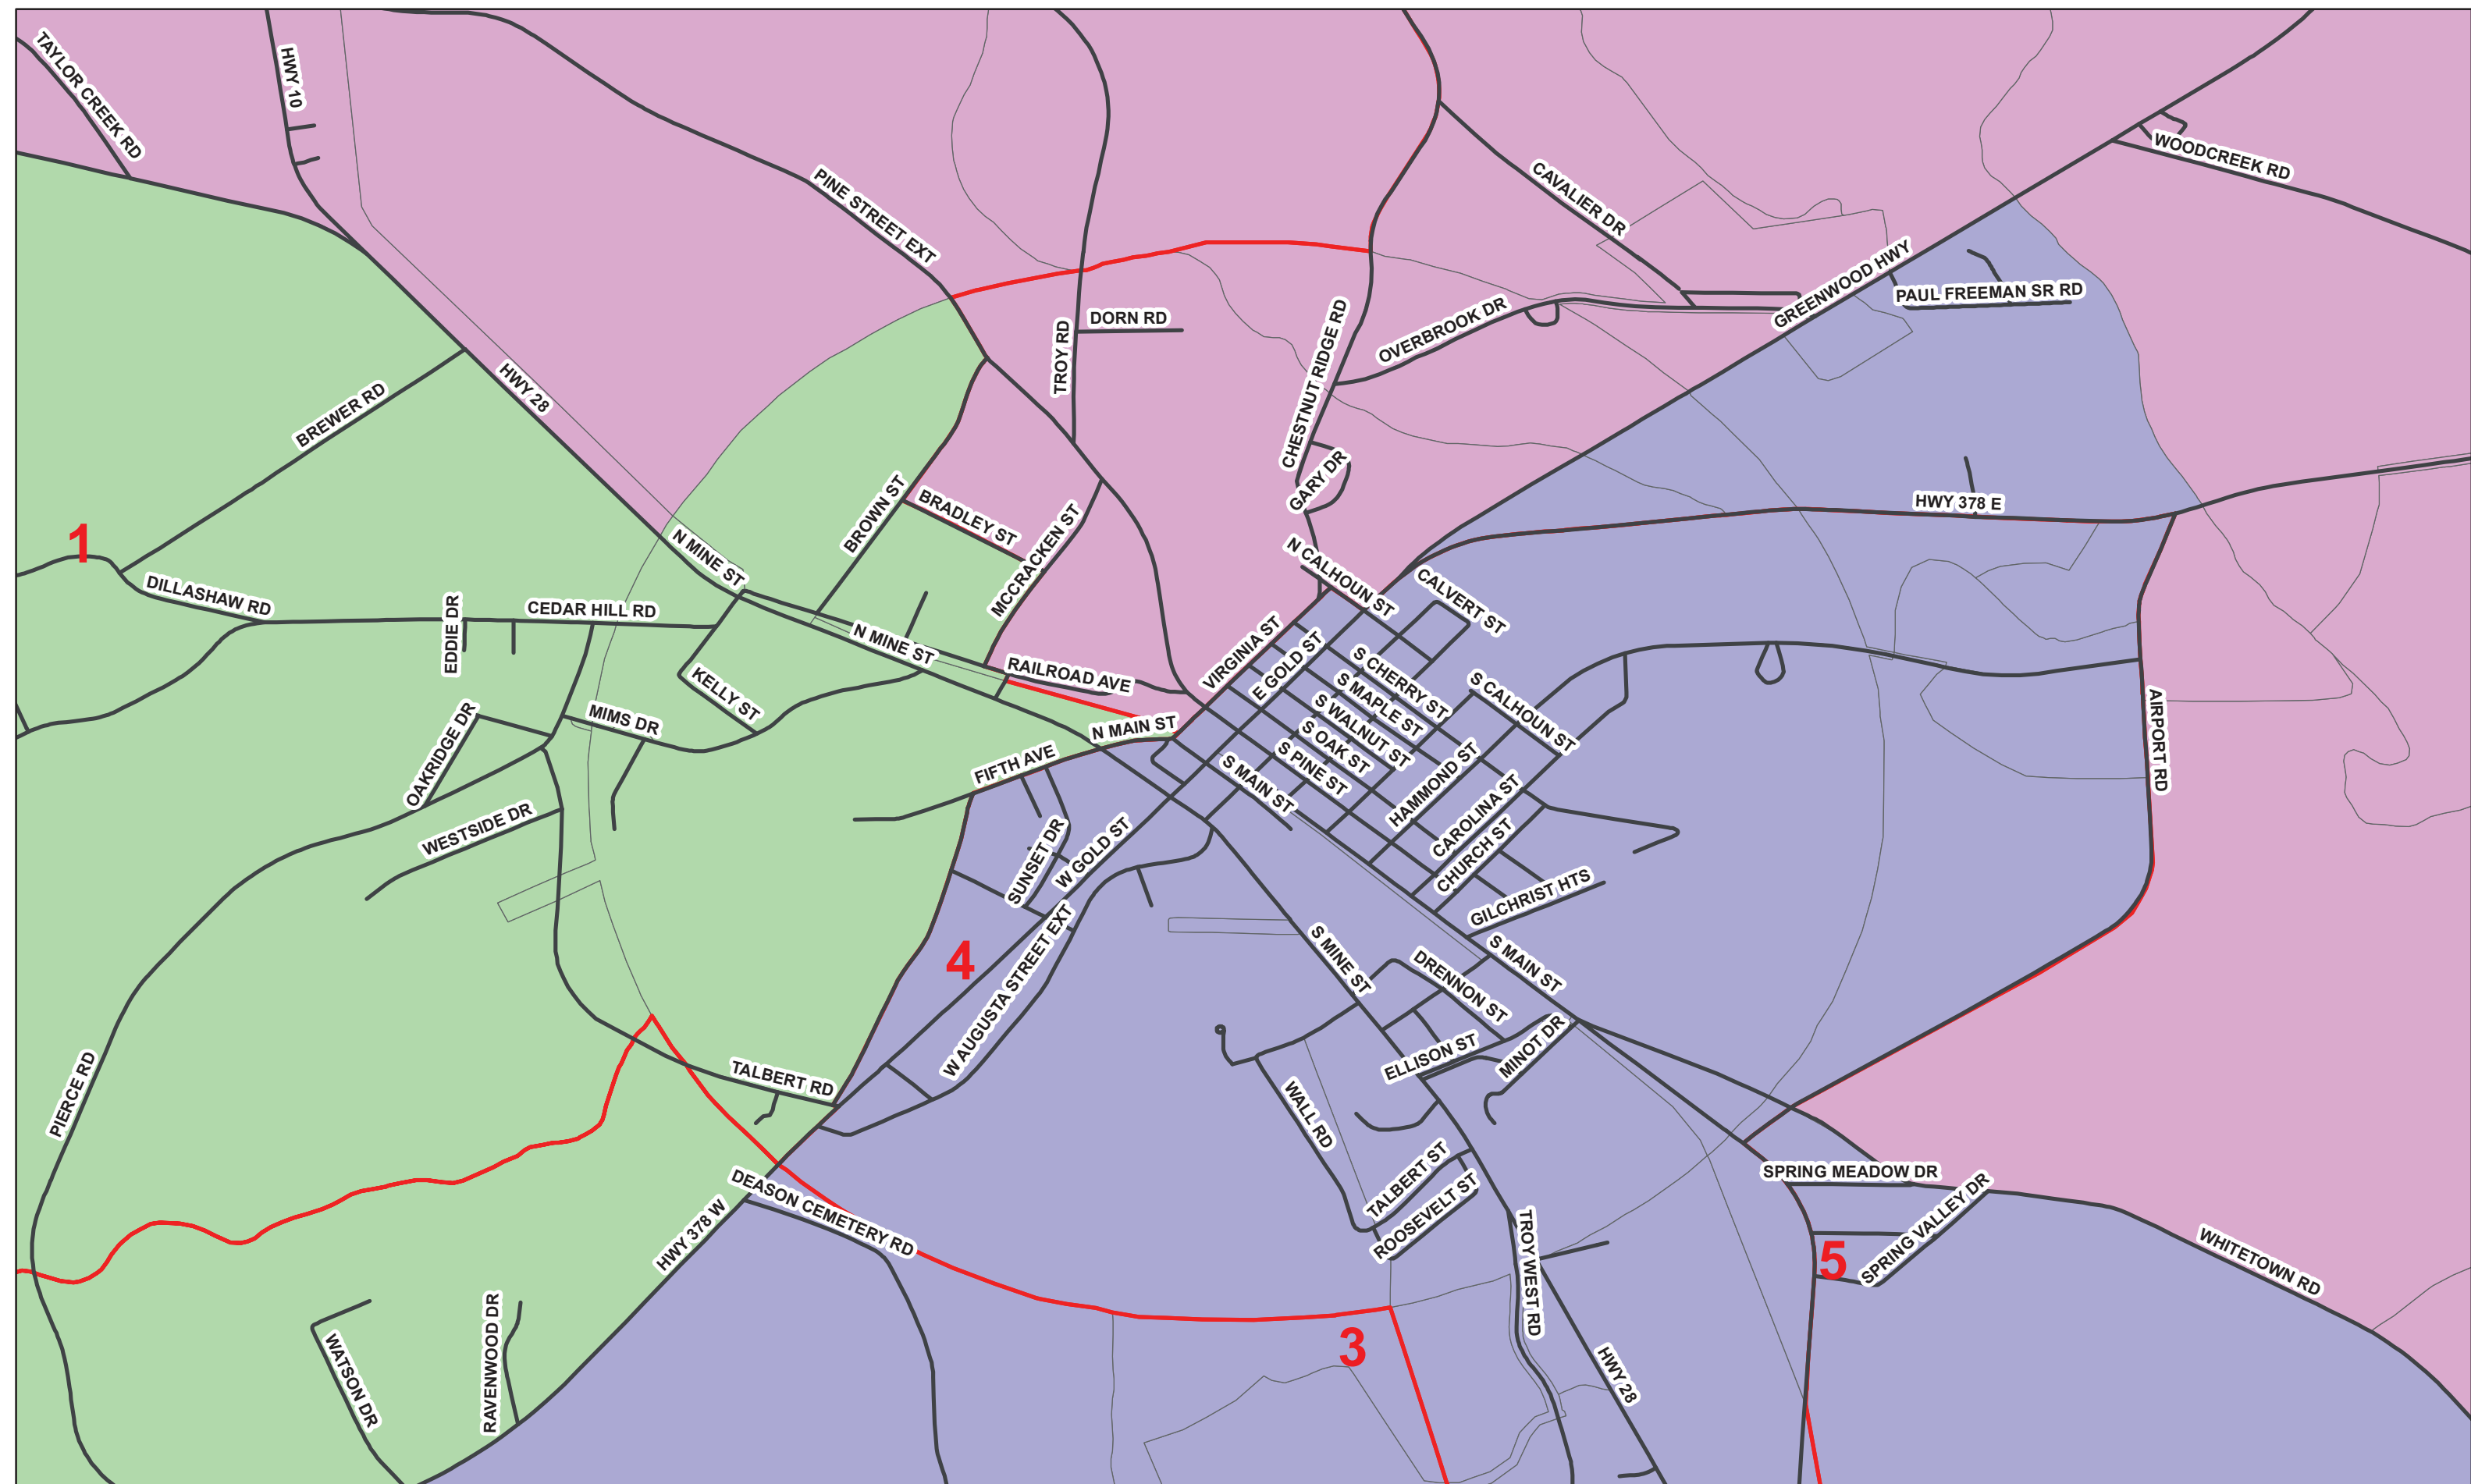 TAYLOR CREEK RD
HWY 10
PINE STREET EXT
CAVALIER DR
WOODCREEK RD
GREENWOOD HWY
PAUL FREEMAN SR RD
DORN RD
TROY RD
CHESTNUT RIDGE RD
OVERBROOK DR
BREWER RD
HWY 28
GARY DR
HWY 378 E
1
BROWN ST
BRADLEY ST
MCCRACKEN ST
N MINE ST
N CALHOUN ST
CALVERT ST
DILLASHAW RD
EDDIE DR
CEDAR HILL RD
N MINE ST
RAILROAD AVE
VIRGINIA ST
E GOLD ST
S CHERRY ST
S MAPLE ST
S CALHOUN ST
S WALNUT ST
KELLY ST
MIMS DR
OAKRIDGE DR
N MAIN ST
FIFTH AVE
S OAK ST
S PINE ST
S MAIN ST
HAMMOND ST
AIRPORT RD
WESTSIDE DR
SUNSET DR
W GOLD ST
CAROLINA ST
CHURCH ST
GILCHRIST HTS
4
W AUGUSTA STREET EXT
S MINE ST
DRENNON ST
S MAIN ST
ELLISON ST
MINOT DR
PIERCE RD
TALBERT RD
WALL RD
TALBERT ST
ROOSEVELT ST
DEASON CEMETERY RD
HWY 378 W
SPRING MEADOW DR
SPRING VALLEY DR
5
WHITETOWN RD
TROY WEST RD
3
HWY 28
WATSON DR
RAVENWOOD DR